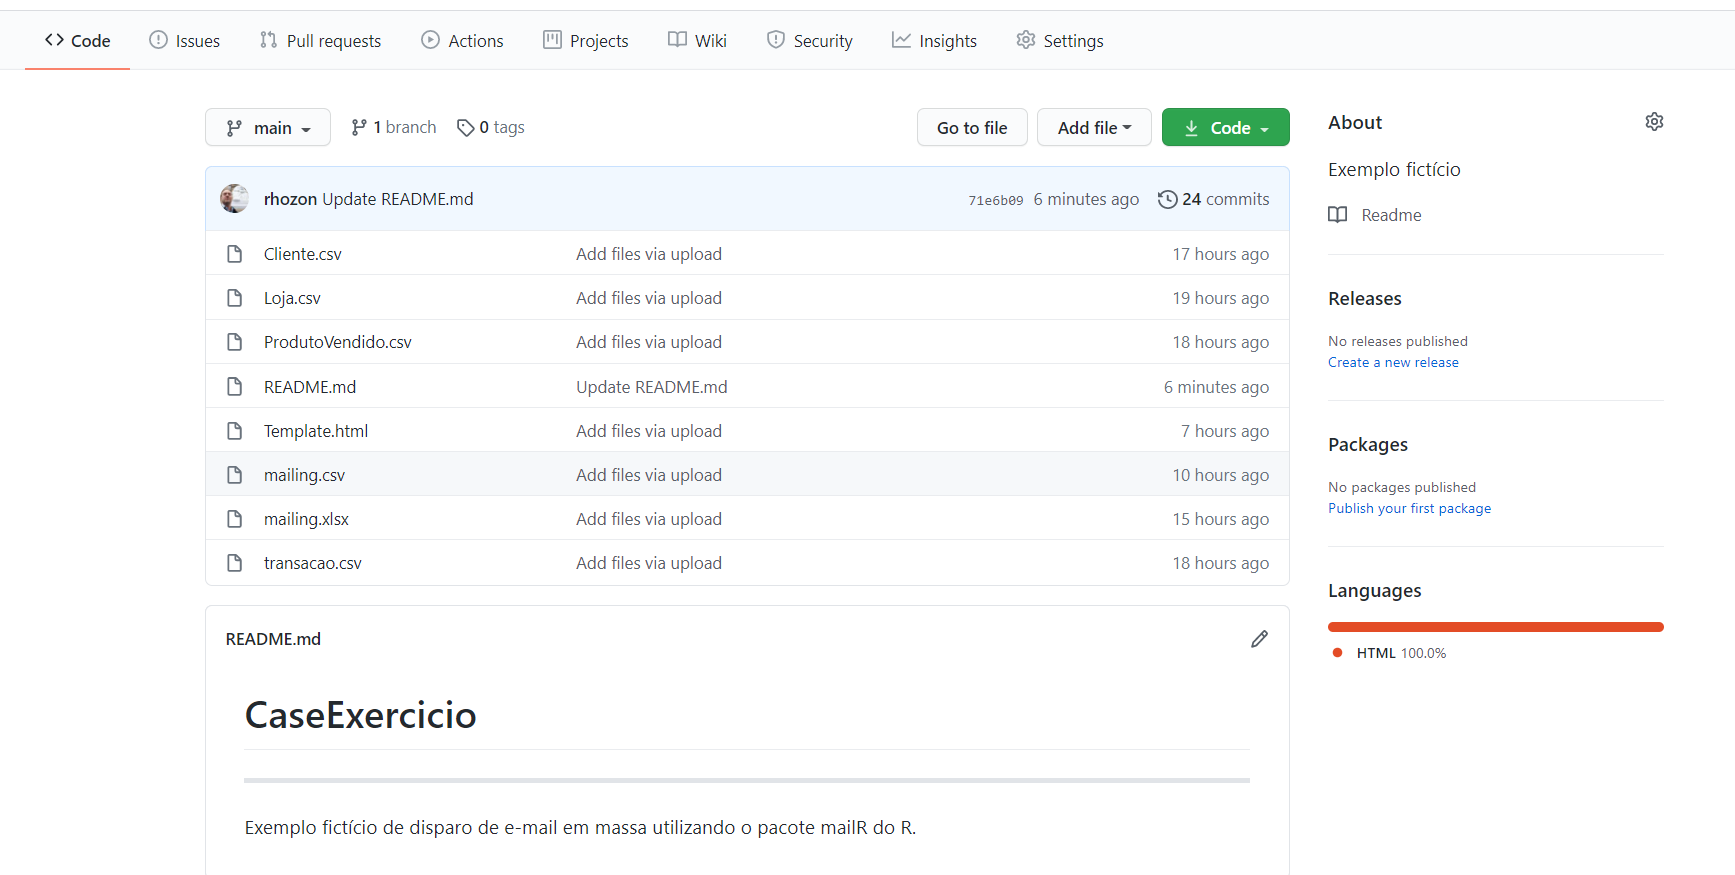 Code Issues Pull requests Actions Projects Wiki Security Insights Settings
main 1 branch 0 tags Go to file Add file Code
rhozon Update README.md 71e6b09 6 minutes ago 24 commits
Cliente.csv Add files via upload 17 hours ago
Loja.csv Add files via upload 19 hours ago
ProdutoVendido.csv Add files via upload 18 hours ago
README.md Update README.md 6 minutes ago
Template.html Add files via upload 7 hours ago
mailing.csv Add files via upload 10 hours ago
mailing.xlsx Add files via upload 15 hours ago
transacao.csv Add files via upload 18 hours ago
README.md
CaseExercicio
Exemplo fictício de disparo de e-mail em massa utilizando o pacote mailR do R.
About
Exemplo fictício
Readme
Releases
No releases published
Create a new release
Packages
No packages published
Publish your first package
Languages
HTML 100.0%